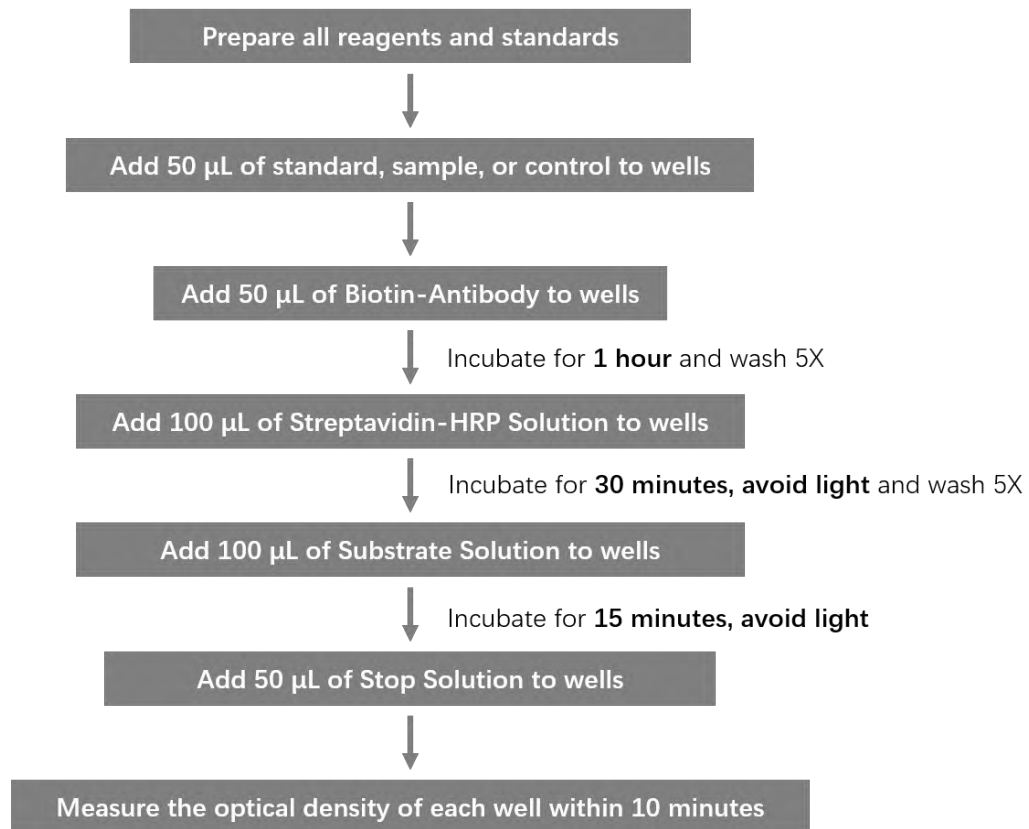 Prepare all reagents and standards
Add 50 μL of standard, sample, or control to wells
Add 50 μL of Biotin-Antibody to wells
Incubate for 1 hour and wash 5X
Add 100 μL of Streptavidin-HRP Solution to wells
Incubate for 30 minutes, avoid light and wash 5X
Add 100 μL of Substrate Solution to wells
Incubate for 15 minutes, avoid light
Add 50 μL of Stop Solution to wells
Measure the optical density of each well within 10 minutes